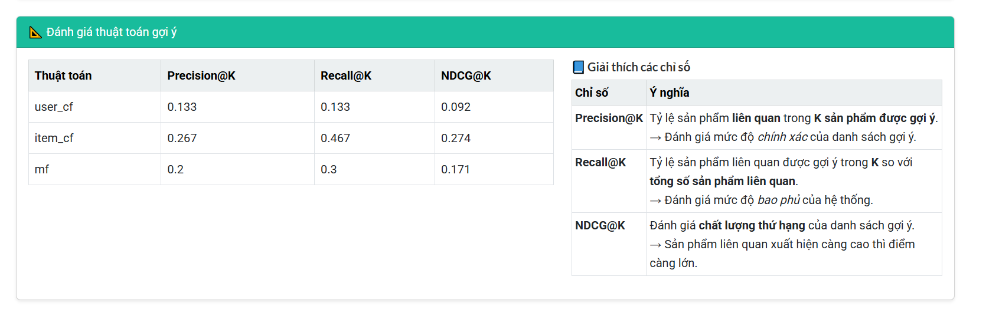 📐 Đánh giá thuật toán gợi ý
Thuật toán Precision@K Recall@K NDCG@K
user_cf 0.133 0.133 0.092
item_cf 0.267 0.467 0.274
mf 0.2 0.3 0.171
📘 Giải thích các chỉ số
Chỉ số Ý nghĩa
Precision@K Tỷ lệ sản phẩm liên quan trong K sản phẩm được gợi ý.
→ Đánh giá mức độ chính xác của danh sách gợi ý.
Recall@K Tỷ lệ sản phẩm liên quan được gợi ý trong K so với
tổng số sản phẩm liên quan.
→ Đánh giá mức độ bao phủ của hệ thống.
NDCG@K Đánh giá chất lượng thứ hạng của danh sách gợi ý.
→ Sản phẩm liên quan xuất hiện càng cao thì điểm
càng lớn.